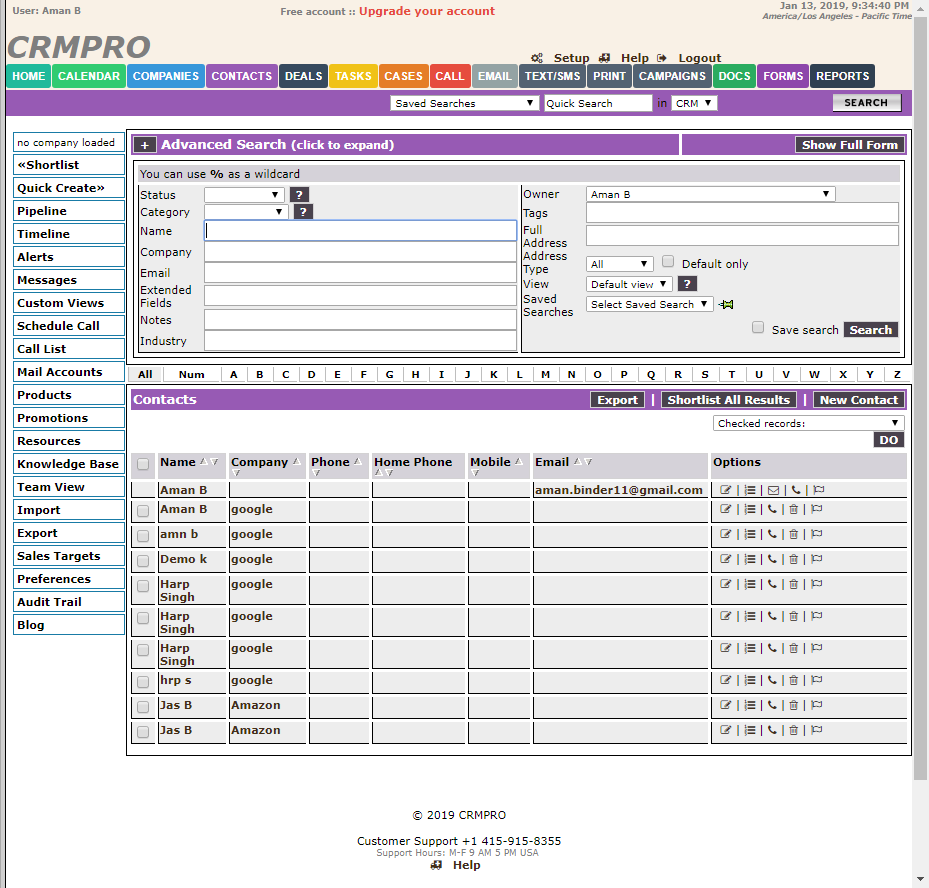 User: Aman B
Free account :: Upgrade your account
Jan 13, 2019, 9:34:40 PM
America/Los Angeles - Pacific Time
CRMPRO
Setup Help Logout
HOME CALENDAR COMPANIES CONTACTS DEALS TASKS CASES CALL EMAIL TEXT/SMS PRINT CAMPAIGNS DOCS FORMS REPORTS
Saved Searches Quick Search in CRM SEARCH
no company loaded
«Shortlist
Quick Create»
Pipeline
Timeline
Alerts
Messages
Custom Views
Schedule Call
Call List
Mail Accounts
Products
Promotions
Resources
Knowledge Base
Team View
Import
Export
Sales Targets
Preferences
Audit Trail
Blog
+ Advanced Search (click to expand) Show Full Form
You can use % as a wildcard
Status ?
Category ?
Name
Company
Email
Extended
Fields
Notes
Industry
Owner Aman B
Tags
Full
Address
Address
Type All Default only
View Default view ?
Saved
Searches Select Saved Search
Save search Search
All Num A B C D E F G H I J K L M N O P Q R S T U V W X Y Z
Contacts Export | Shortlist All Results | New Contact
Checked records:
DO
Name Company Phone Home Phone Mobile Email Options
Aman B aman.binder11@gmail.com | | | |
Aman B google | | | |
amn b google | | | |
Demo k google | | | |
Harp
Singh google | | | |
Harp
Singh google | | | |
Harp
Singh google | | | |
hrp s google | | | |
Jas B Amazon | | | |
Jas B Amazon | | | |
© 2019 CRMPRO
Customer Support +1 415-915-8355
Support Hours: M-F 9 AM 5 PM USA
Help